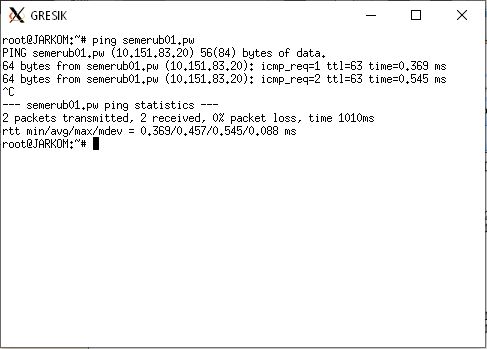 GRESIK
root@JARKOM:~# ping semerub01.pw
PING semerub01.pw (10.151.83.20) 56(84) bytes of data.
64 bytes from semerub01.pw (10.151.83.20): icmp_req=1 ttl=63 time=0.369 ms
64 bytes from semerub01.pw (10.151.83.20): icmp_req=2 ttl=63 time=0.545 ms
^C
--- semerub01.pw ping statistics ---
2 packets transmitted, 2 received, 0% packet loss, time 1010ms
rtt min/avg/max/mdev = 0.369/0.457/0.545/0.088 ms
root@JARKOM:~#